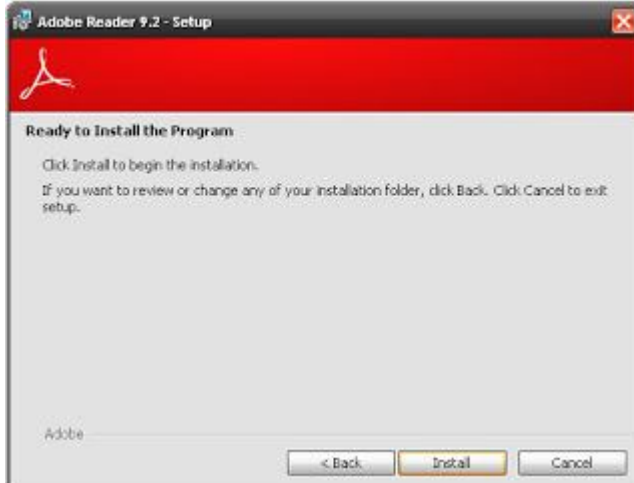 Adobe Reader 9.2 - Setup
Ready to Install the Program
Click Install to begin the installation.
If you want to review or change any of your installation folder, click Back. Click Cancel to exit
setup.
Adobe
< Back Install Cancel